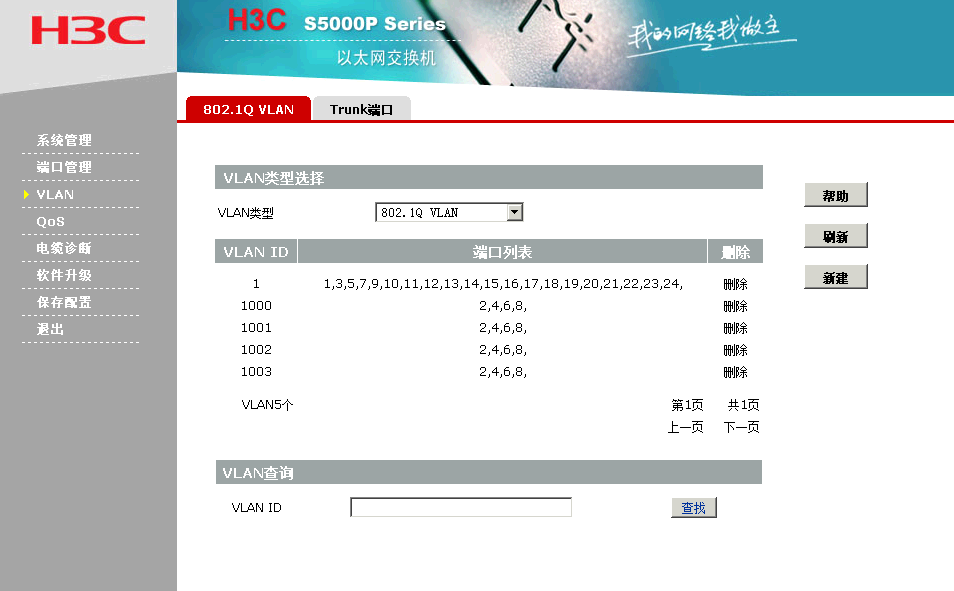 H3C
H3C S5000P Series
以太网交换机
我的网络我做主
802.1Q VLAN Trunk端口
系统管理
端口管理
VLAN
QoS
电缆诊断
软件升级
保存配置
退出
VLAN类型选择
VLAN类型 802.1Q VLAN
VLAN ID 端口列表 删除
1 1,3,5,7,9,10,11,12,13,14,15,16,17,18,19,20,21,22,23,24, 删除
1000 2,4,6,8, 删除
1001 2,4,6,8, 删除
1002 2,4,6,8, 删除
1003 2,4,6,8, 删除
VLAN5个 第1页 共1页
上一页 下一页
VLAN查询
VLAN ID 查找
帮助
刷新
新建